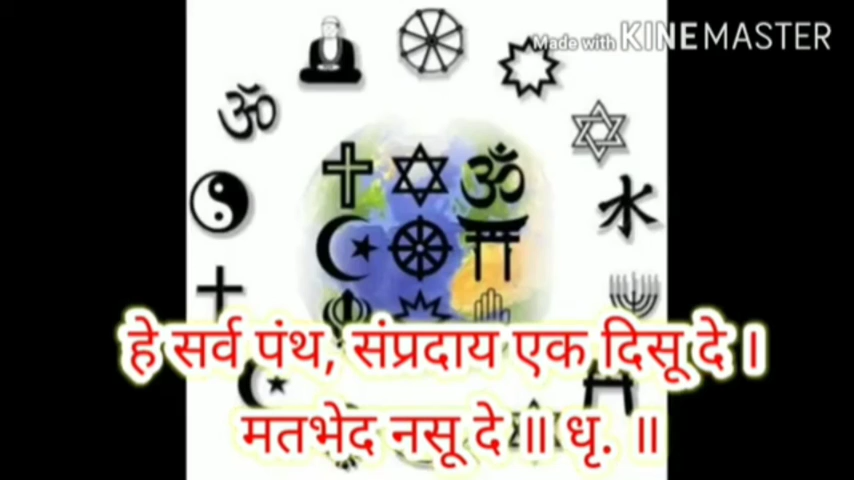 Made with KINEMASTER
हे सर्व पंथ, संप्रदाय एक दिसू दे ।
मतभेद नसू दे ॥ धृ. ॥